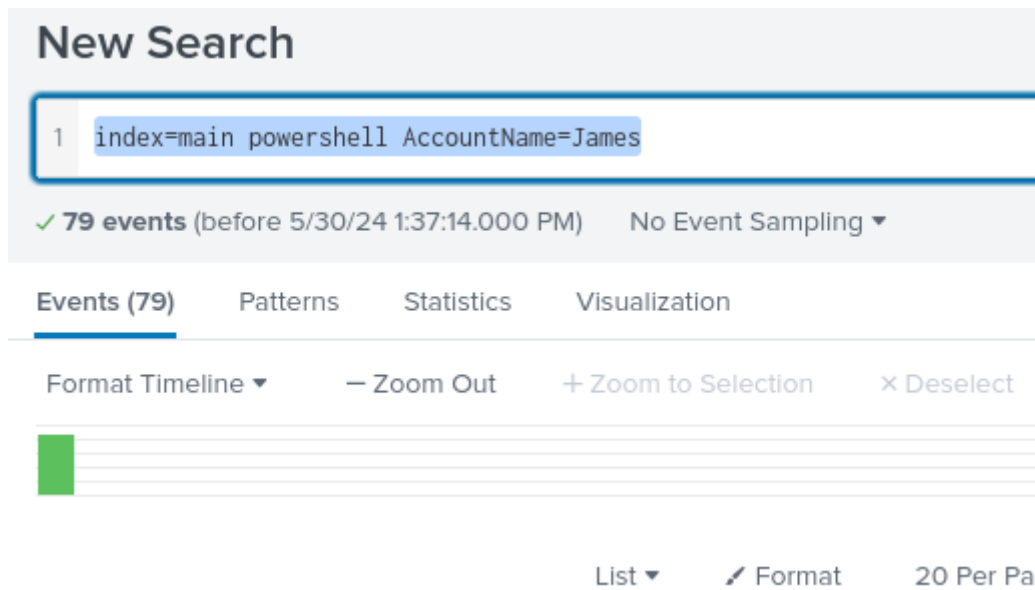 New Search
1 index=main powershell AccountName=James
79 events (before 5/30/24 1:37:14.000 PM) No Event Sampling
Events (79) Patterns Statistics Visualization
Format Timeline — Zoom Out + Zoom to Selection × Deselect
List Format 20 Per Pa